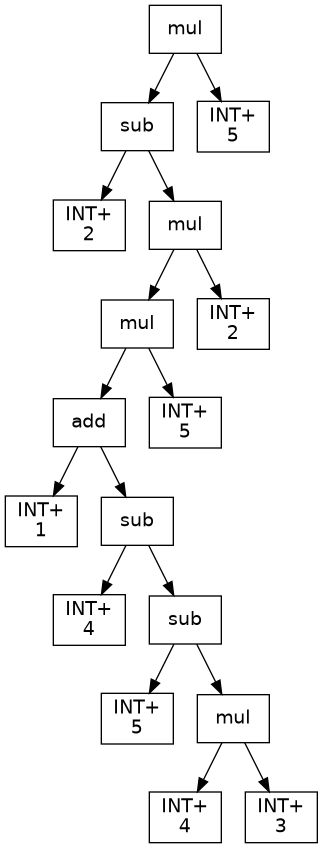 mul
sub
INT+
5
INT+
2
mul
mul
INT+
2
add
INT+
5
INT+
1
sub
INT+
4
sub
INT+
5
mul
INT+
4
INT+
3